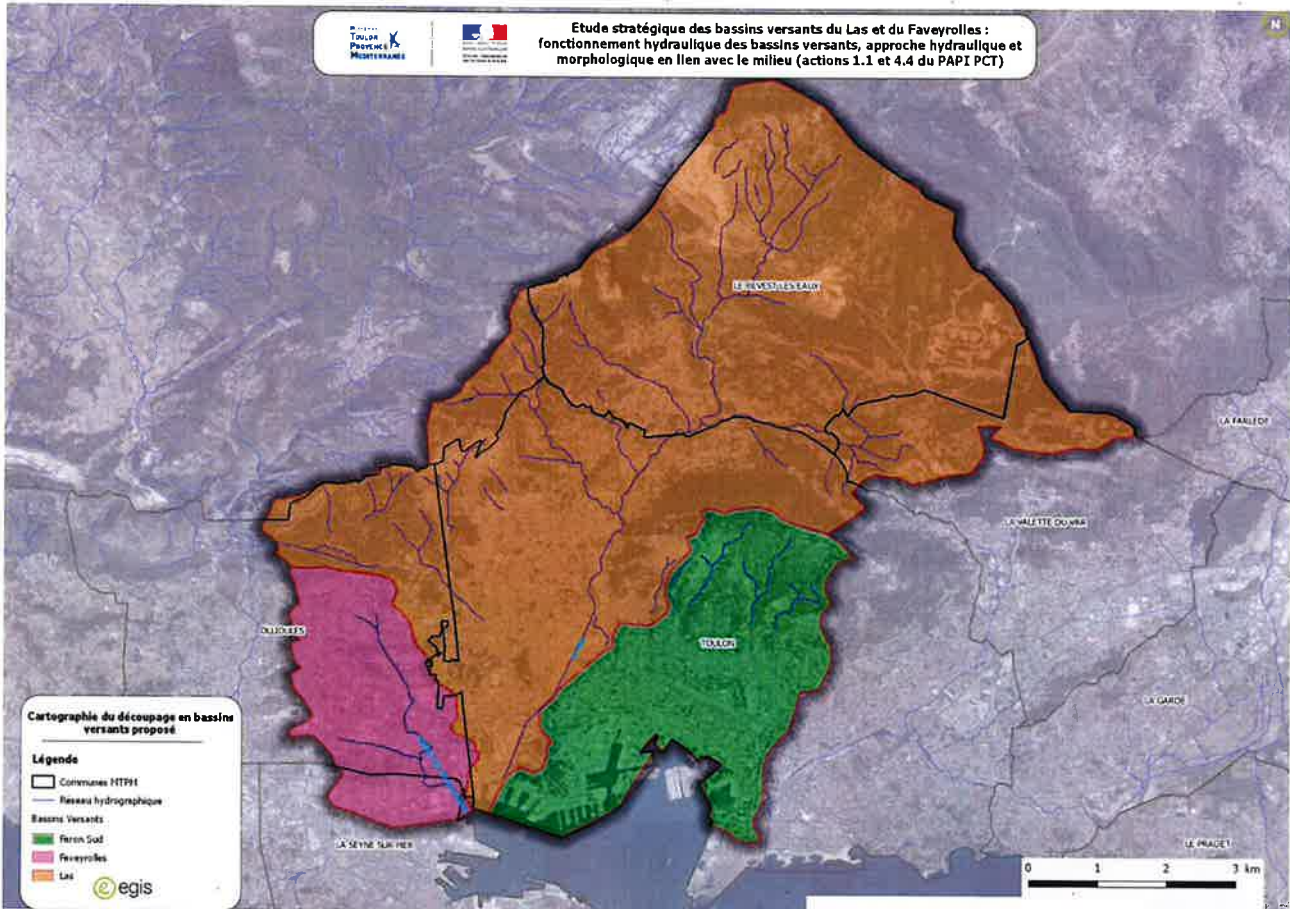 TOULON
PROVENCE
MEDITERRANEE
Etude stratégique des bassins versants du Las et du Faveyrolles :
fonctionnement hydraulique des bassins versants, approche hydraulique et
morphologique en lien avec le milieu (actions 1.1 et 4.4 du PAPI PCT)
N
LE REVEST-LES-EAUX
LA FARLEDE
LA VALETTE-DU-VAR
OLLIOULES
TOULON
LA GARDE
LA SEYNE-SUR-MER
LE PRADET
Cartographie du découpage en bassins
versants proposé
Légende
Communes MTPM
Réseau hydrographique
Bassins Versants
Faron Sud
Faveyrolles
Las
egis
0 1 2 3 km